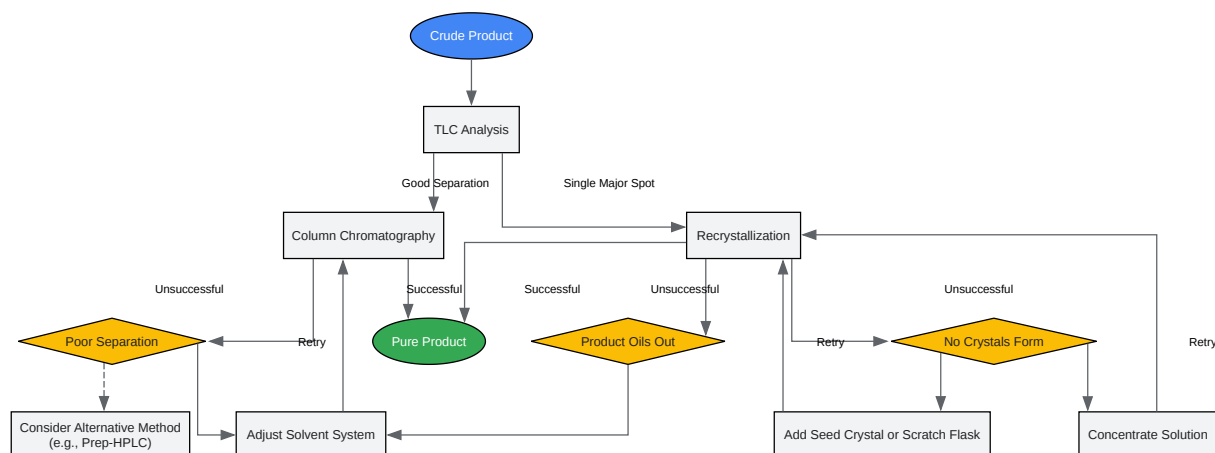 Crude Product
TLC Analysis
Good Separation
Single Major Spot
Column Chromatography
Recrystallization
Unsuccessful
Successful
Successful
Unsuccessful
Unsuccessful
Poor Separation
Retry
Pure Product
Product Oils Out
Retry
No Crystals Form
Retry
Consider Alternative Method
(e.g., Prep-HPLC)
Adjust Solvent System
Add Seed Crystal or Scratch Flask
Concentrate Solution